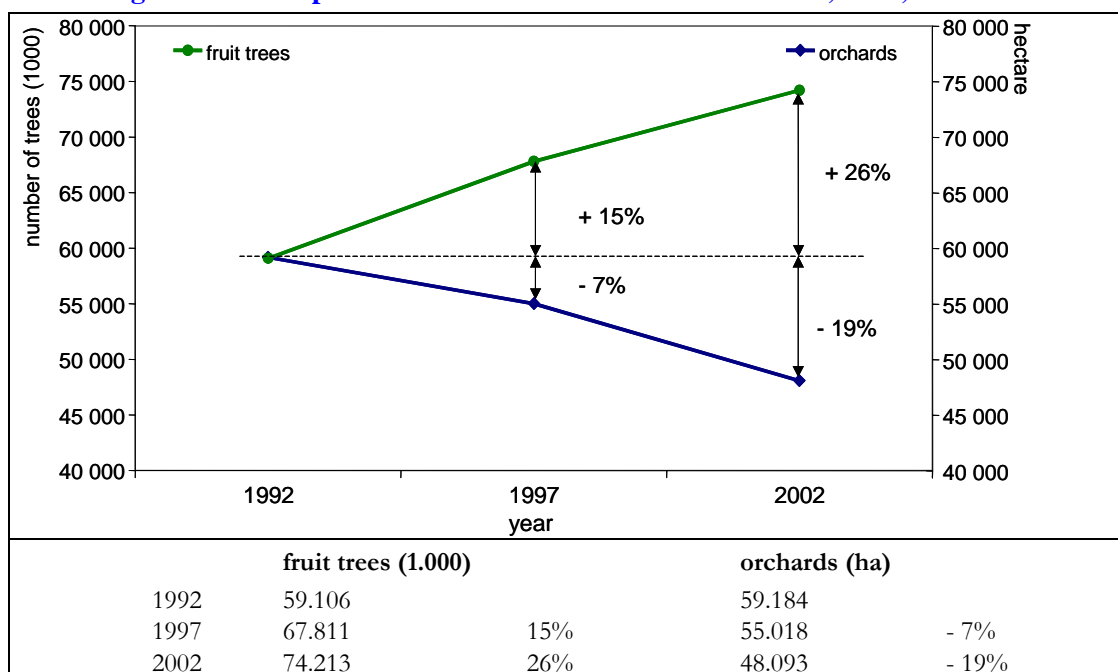 80 000
80 000
fruit trees
orchards
number of trees (1000)
hectare
75 000
75 000
70 000
70 000
+ 26%
65 000
65 000
+ 15%
60 000
60 000
- 7%
55 000
55 000
- 19%
50 000
50 000
45 000
45 000
40 000
40 000
1992 1997 2002
year
fruit trees (1.000) orchards (ha)
1992 59.106 59.184
1997 67.811 15% 55.018 - 7%
2002 74.213 26% 48.093 - 19%